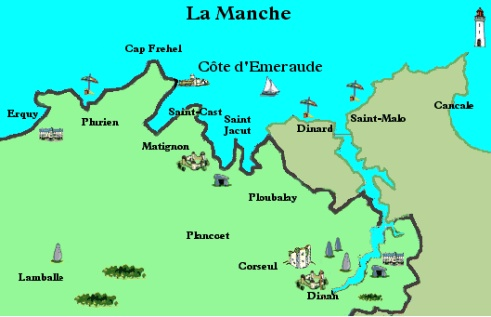 La Manche
Cap Frehel
Côte d'Emeraude
Erquy
Plurien
Saint-Cast
Saint
Jacut
Dinard
Saint-Malo
Cancale
Matignon
Ploubalay
Plancoet
Lamballe
Corseul
Dinan